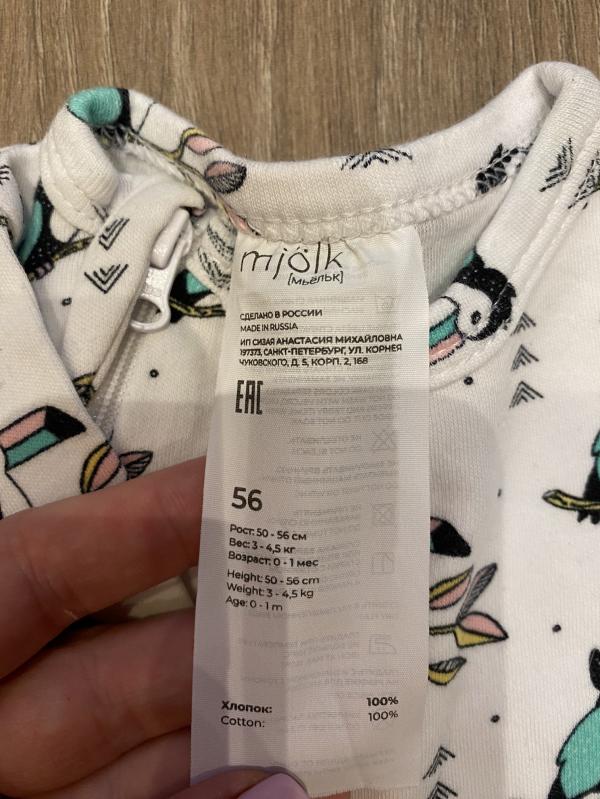 mjölk
[мьёльк]
СДЕЛАНО В РОССИИ
MADE IN RUSSIA
ИП СИЗАЯ АНАСТАСИЯ МИХАЙЛОВНА
197373, САНКТ-ПЕТЕРБУРГ, УЛ. КОРНЕЯ
ЧУКОВСКОГО, Д. 5, КОРП. 2, 168
EAC
56
Рост: 50 - 56 см
Вес: 3 - 4,5 кг
Возраст: 0 - 1 мес
Height: 50 - 56 cm
Weight: 3 - 4,5 kg
Age: 0 - 1 m
Хлопок: 100%
Cotton: 100%